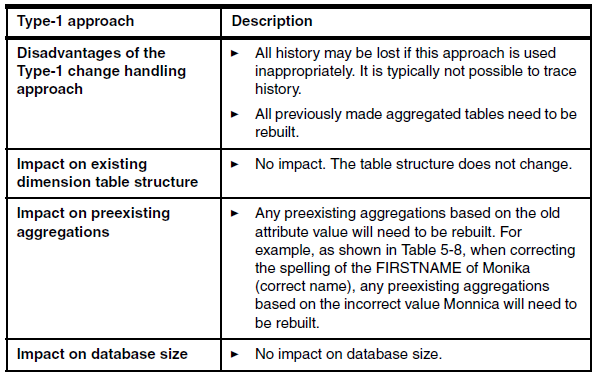 Type-1 approach Description
Disadvantages of the
Type-1 change handling
approach
► All history may be lost if this approach is used
inappropriately. It is typically not possible to trace
history.
► All previously made aggregated tables need to be
rebuilt.
Impact on existing
dimension table structure
► No impact. The table structure does not change.
Impact on preexisting
aggregations
► Any preexisting aggregations based on the old
attribute value will need to be rebuilt. For
example, as shown in Table 5-8, when correcting
the spelling of the FIRSTNAME of Monika
(correct name), any preexisting aggregations
based on the incorrect value Monnica will need to
be rebuilt.
Impact on database size
► No impact on database size.